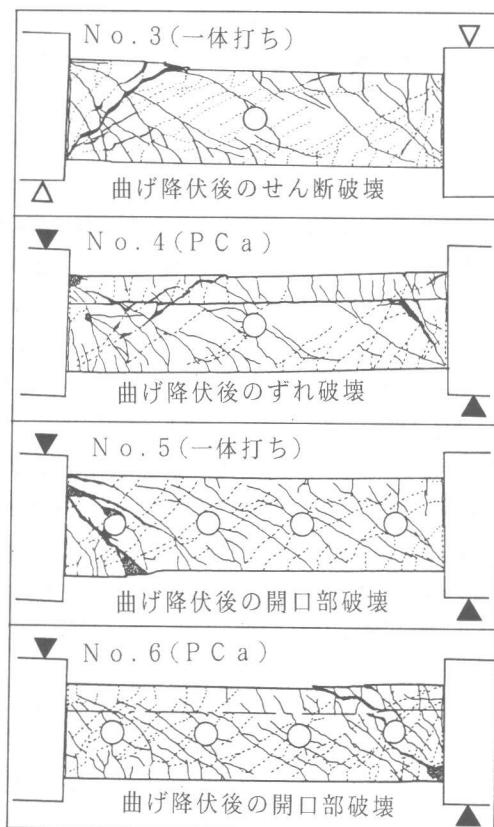 No.3(一体打ち)
曲げ降伏後のせん断破壊
No.4(PCa)
曲げ降伏後のずれ破壊
No.5(一体打ち)
曲げ降伏後の開口部破壊
No.6(PCa)
曲げ降伏後の開口部破壊